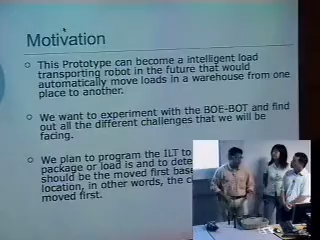 Motivation
This Prototype can become a intelligent load
transporting robot in the future that would
automatically move loads in a warehouse from one
place to another.
We want to experiment with the BOE-BOT and find
out all the different challenges that we will be
facing.
We plan to program the ILT to
package or load is and to dete
should be the moved first bas
location, in other words, the c
moved first.